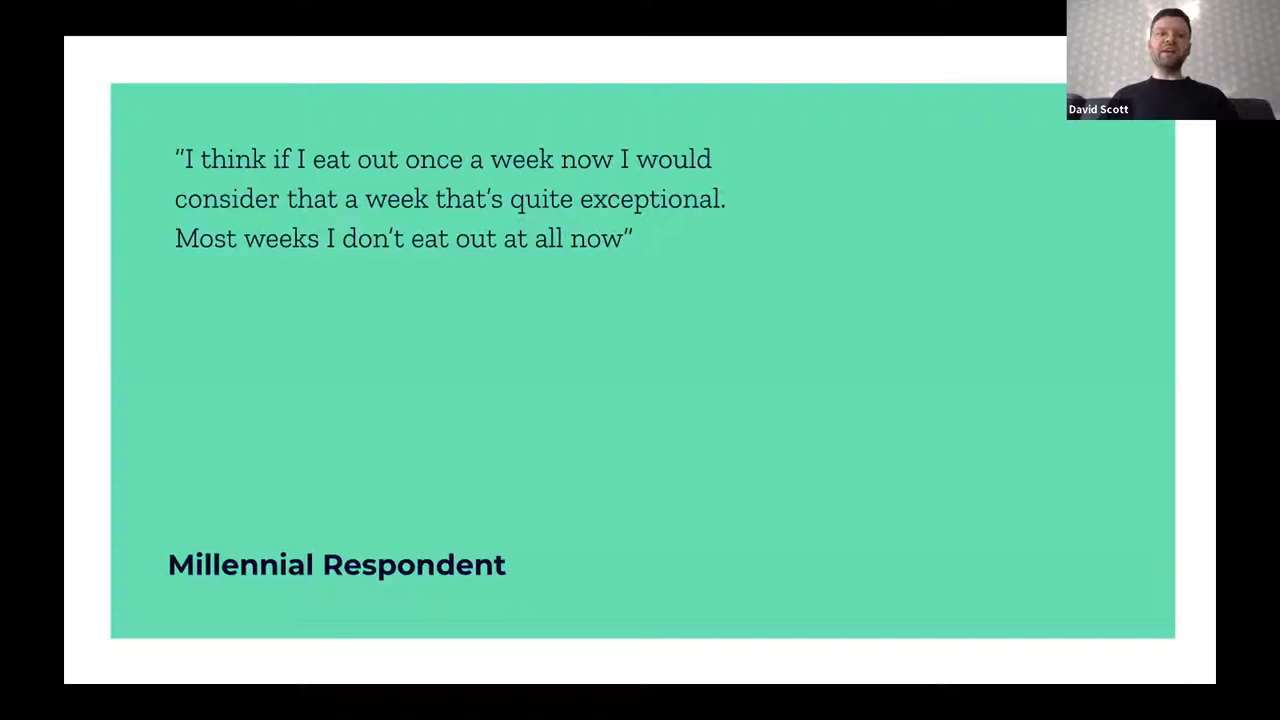 "I think if I eat out once a week now I would
consider that a week that's quite exceptional.
Most weeks I don't eat out at all now"
Millennial Respondent
David Scott